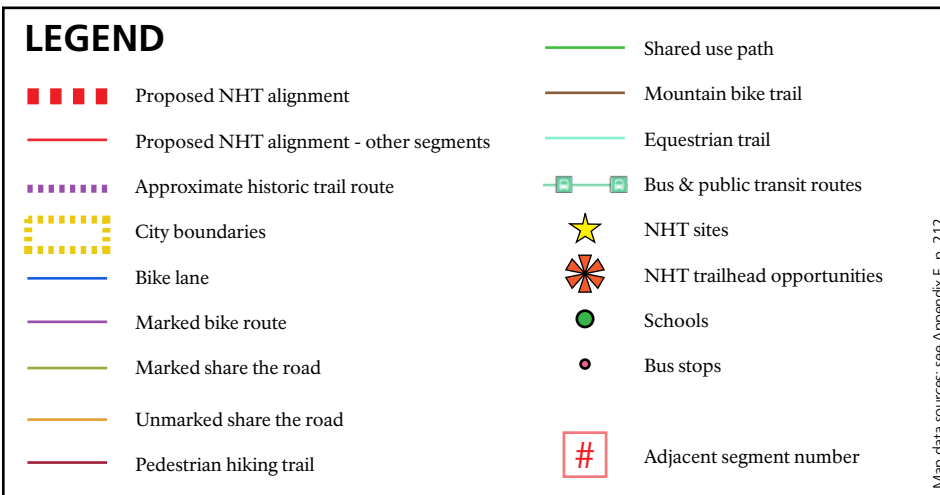 LEGEND
Proposed NHT alignment
Proposed NHT alignment - other segments
Approximate historic trail route
City boundaries
Bike lane
Marked bike route
Marked share the road
Unmarked share the road
Pedestrian hiking trail
Shared use path
Mountain bike trail
Equestrian trail
Bus & public transit routes
NHT sites
NHT trailhead opportunities
Schools
Bus stops
# Adjacent segment number
Map data sources: see Appendix F, p. 212